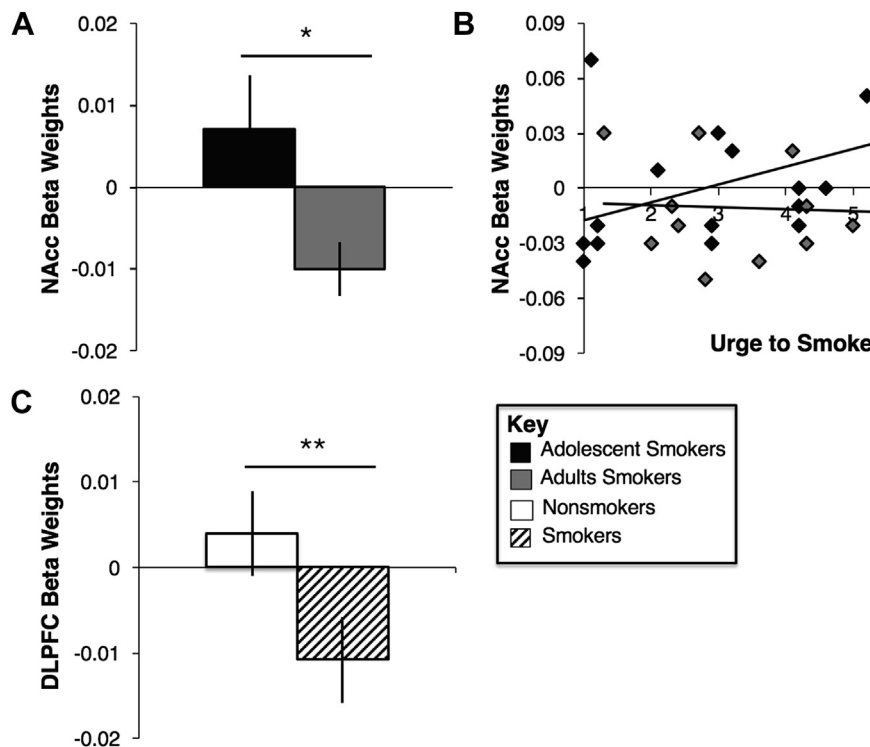 A
NAcc Beta Weights
0.02
0.01
0
-0.01
-0.02
*
B
NAcc Beta Weights
0.09
0.06
0.03
0
-0.03
-0.06
-0.09
2
3
4
5
Urge to Smoke
C
DLPFC Beta Weights
0.02
0.01
0
-0.01
-0.02
**
Key
Adolescent Smokers
Adults Smokers
Nonsmokers
Smokers